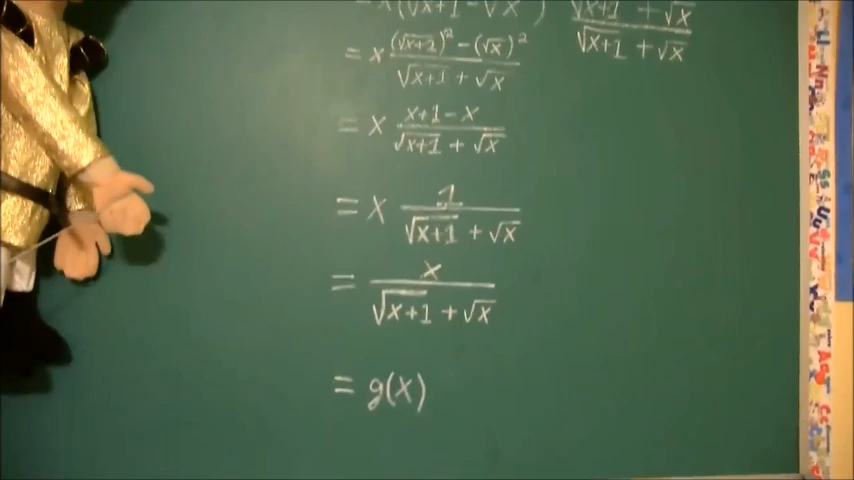 = x(√x+1 - √x) √x+1 + √x / √x+1 + √x
= x (√x+1)² - (√x)² / √x+1 + √x
= x x+1-x / √x+1 + √x
= x 1 / √x+1 + √x
= x / √x+1 + √x
= g(x)